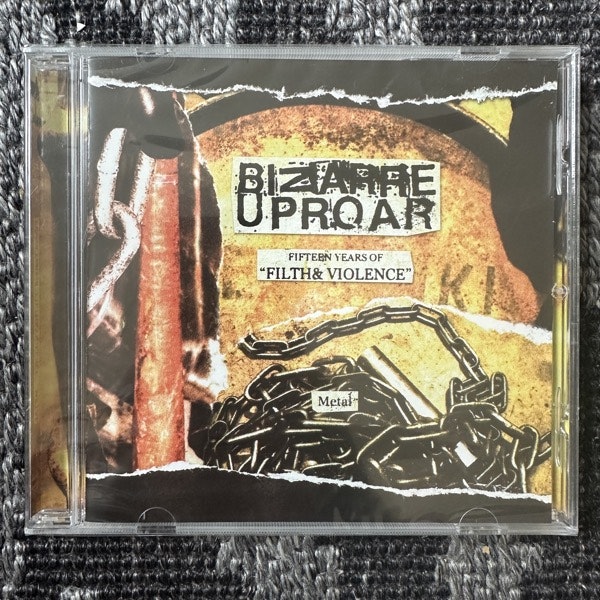 BIZARRE
UPROAR
FIFTEEN YEARS OF
"FILTH & VIOLENCE"
Metal